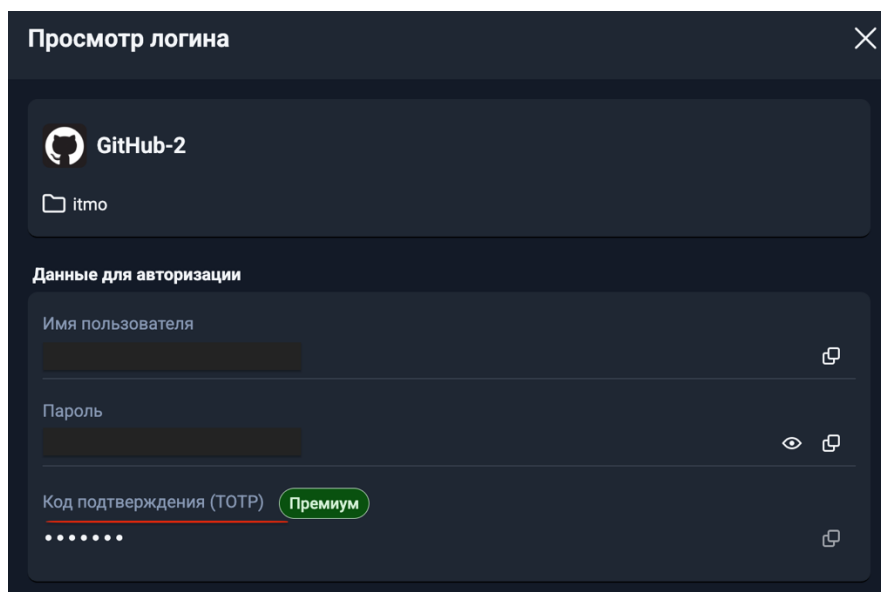 Просмотр логина
GitHub-2
itmo
Данные для авторизации
Имя пользователя
Пароль
Код подтверждения (TOTP) Премиум
•••••••